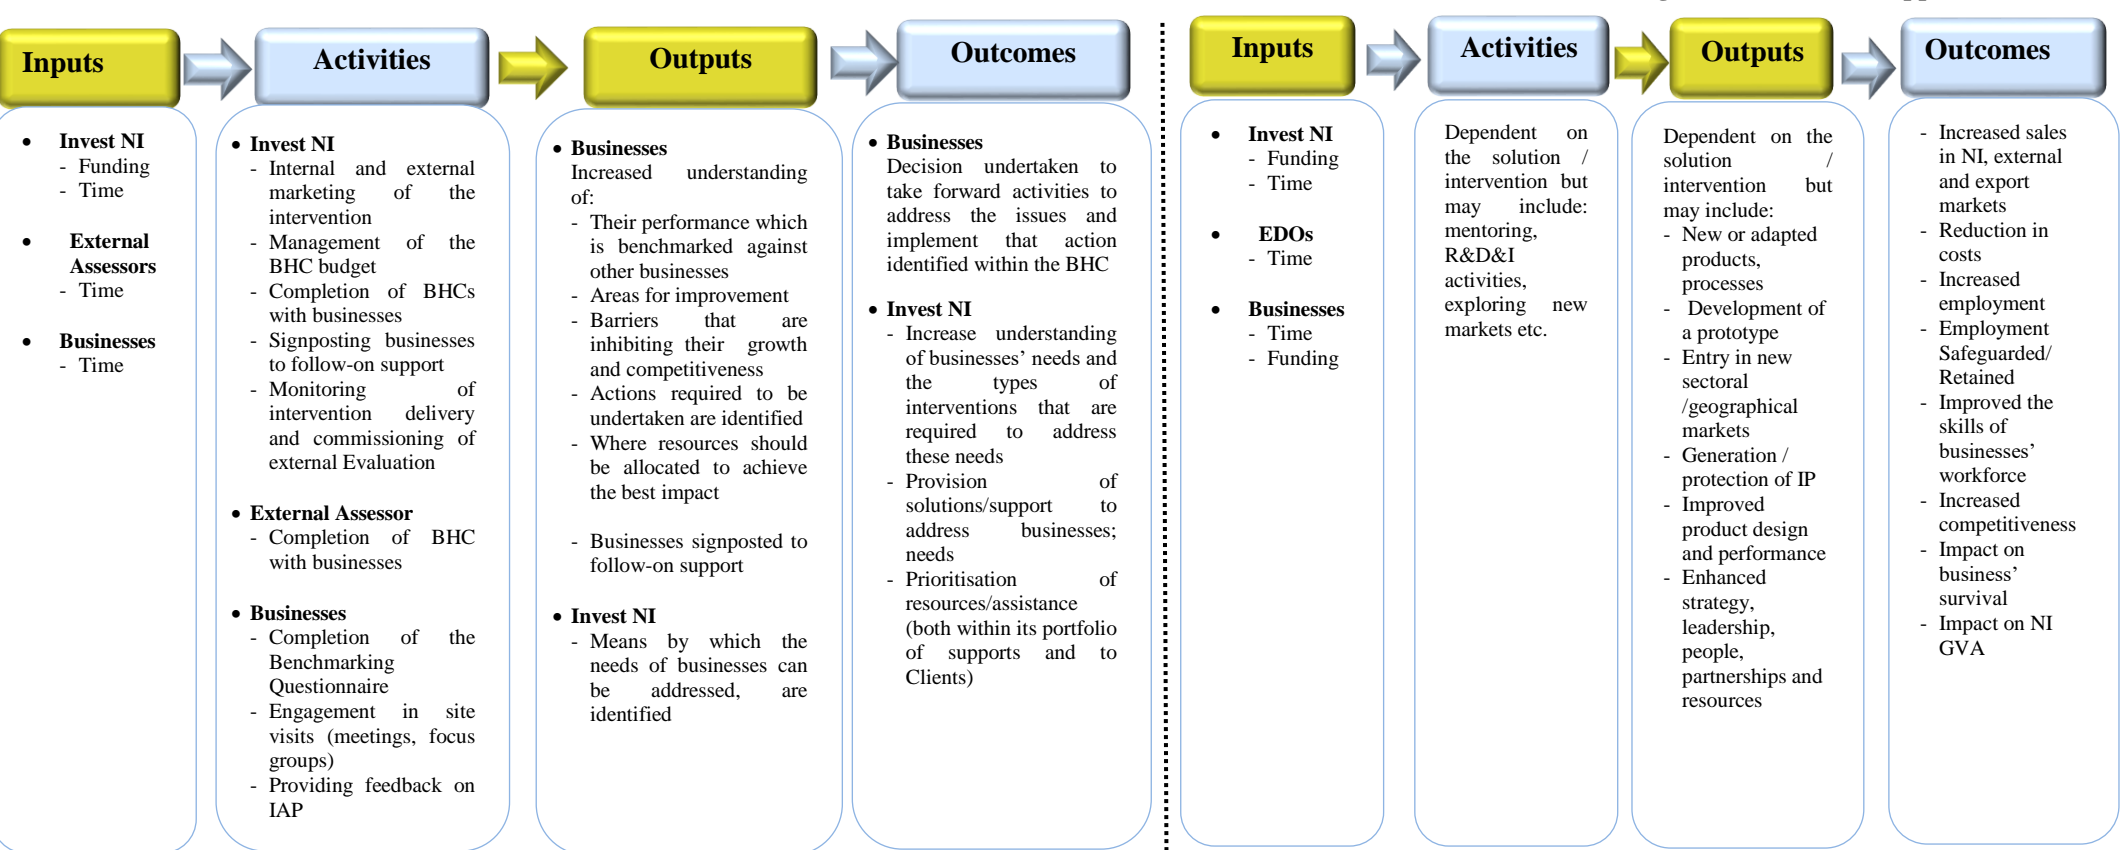 Inputs
Activities
Outputs
Outcomes
Inputs
Activities
Outputs
Outcomes
• Invest NI
- Funding
- Time
• External
Assessors
- Time
• Businesses
- Time
• Invest NI
- Internal and external
marketing of the
intervention
- Management of the
BHC budget
- Completion of BHCs
with businesses
- Signposting businesses
to follow-on support
- Monitoring of
intervention delivery
and commissioning of
external Evaluation
• External Assessor
- Completion of BHC
with businesses
• Businesses
- Completion of the
Benchmarking
Questionnaire
- Engagement in site
visits (meetings, focus
groups)
- Providing feedback on
IAP
• Businesses
Increased understanding
of:
- Their performance which
is benchmarked against
other businesses
- Areas for improvement
- Barriers that are
inhibiting their growth
and competitiveness
- Actions required to be
undertaken are identified
- Where resources should
be allocated to achieve
the best impact
- Businesses signposted to
follow-on support
• Invest NI
- Means by which the
needs of businesses can
be addressed, are
identified
• Businesses
Decision undertaken to
take forward activities to
address the issues and
implement that action
identified within the BHC
• Invest NI
- Increase understanding
of businesses’ needs and
the types of
interventions that are
required to address
these needs
- Provision of
solutions/support to
address businesses;
needs
- Prioritisation of
resources/assistance
(both within its portfolio
of supports and to
Clients)
• Invest NI
- Funding
- Time
• EDOs
- Time
• Businesses
- Time
- Funding
Dependent on
the solution /
intervention but
may include:
mentoring,
R&D&I
activities,
exploring new
markets etc.
Dependent on the
solution /
intervention but
may include:
- New or adapted
products,
processes
- Development of
a prototype
- Entry in new
sectoral
/geographical
markets
- Generation /
protection of IP
- Improved
product design
and performance
- Enhanced
strategy,
leadership,
people,
partnerships and
resources
- Increased sales
in NI, external
and export
markets
- Reduction in
costs
- Increased
employment
- Employment
Safeguarded/
Retained
- Improved the
skills of
businesses’
workforce
- Increased
competitiveness
- Impact on
business’
survival
- Impact on NI
GVA